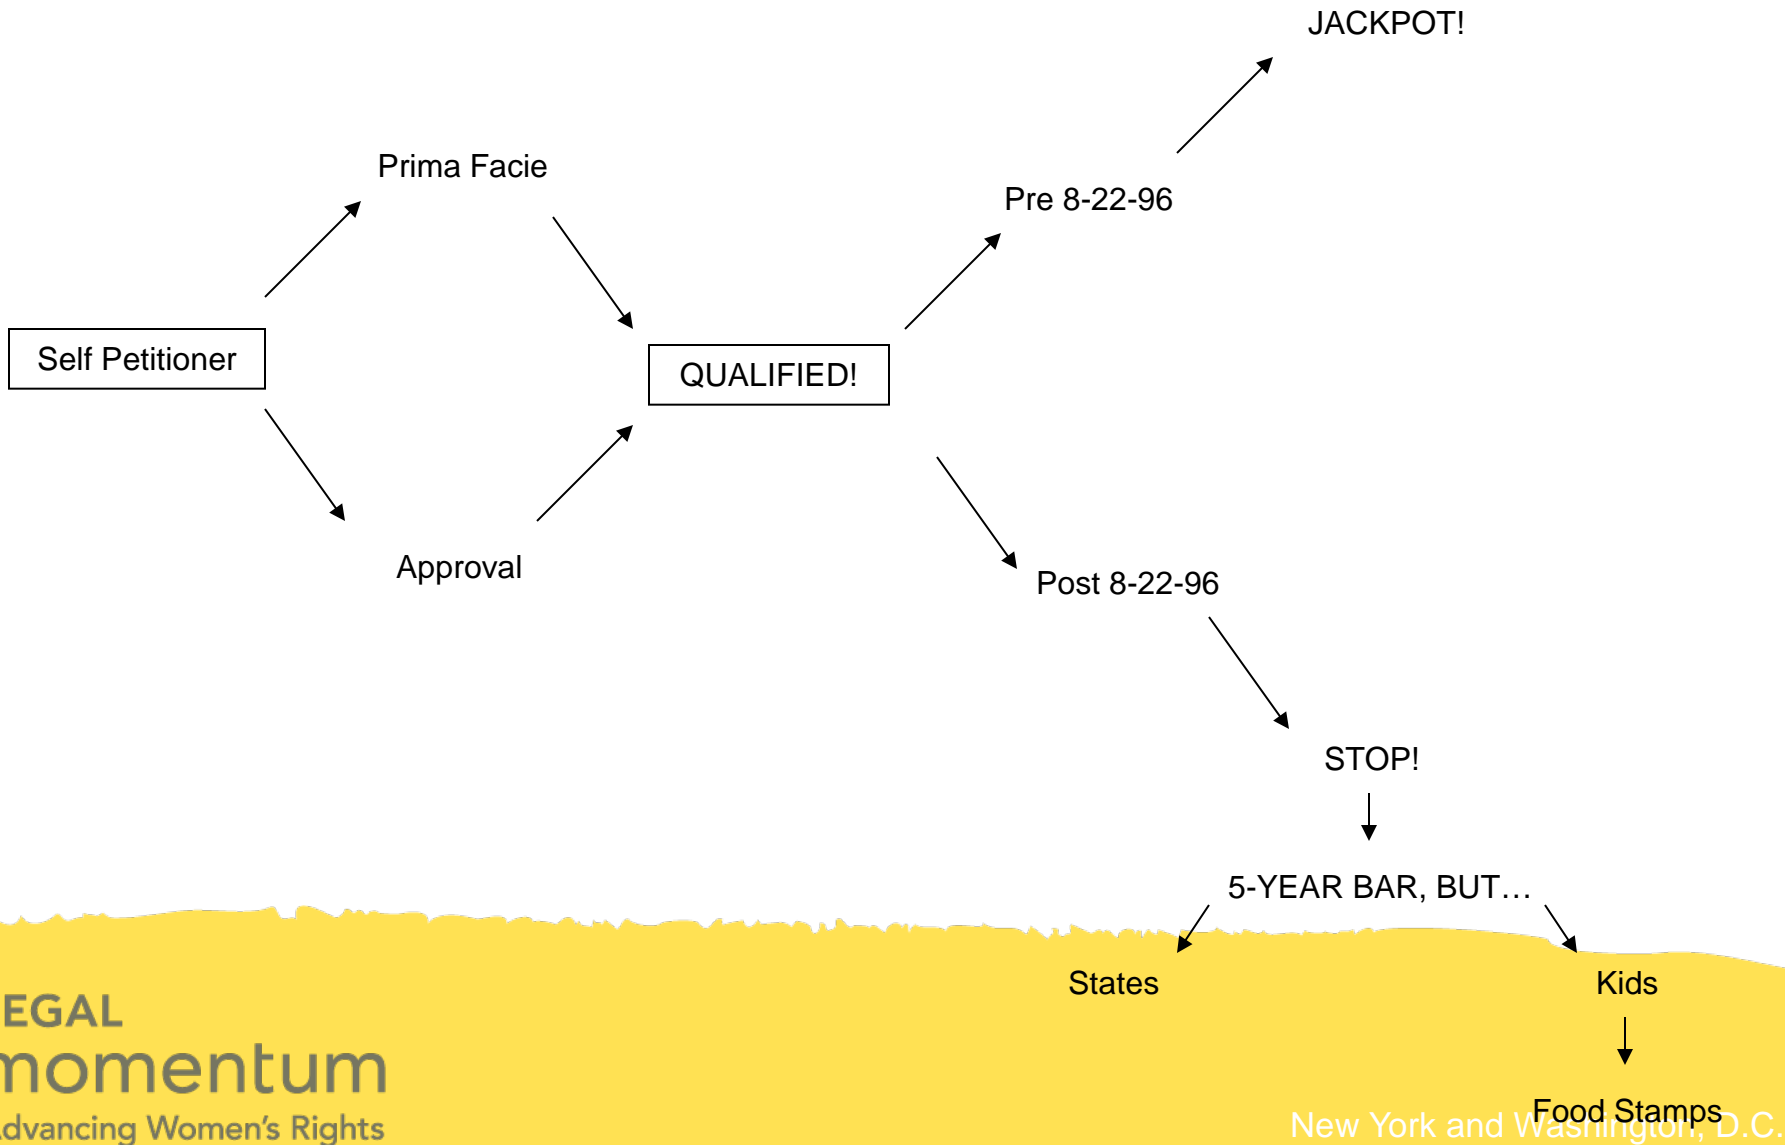 JACKPOT!
Prima Facie
Pre 8-22-96
Self Petitioner
QUALIFIED!
Approval
Post 8-22-96
STOP!
5-YEAR BAR, BUT…
States
Kids
Food Stamps
EGAL
momentum
Advancing Women's Rights
New York and Washington, D.C.